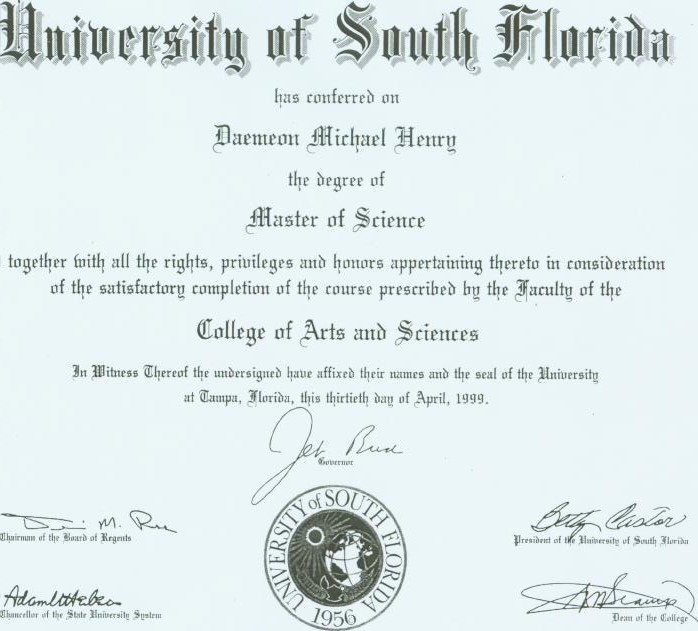 University of South Florida
has conferred on
Daemeon Michael Henry
the degree of
Master of Science
together with all the rights, privileges and honors appertaining thereto in consideration
of the satisfactory completion of the course prescribed by the Faculty of the
College of Arts and Sciences
In Witness Thereof the undersigned have affixed their names and the seal of the University
at Tampa, Florida, this thirtieth day of April, 1999.
Jeb Bush
Governor
UNIVERSITY of SOUTH FLORIDA
1956
Chairman of the Board of Regents
Betty Castor
President of the University of South Florida
Chancellor of the State University System
Dean of the College